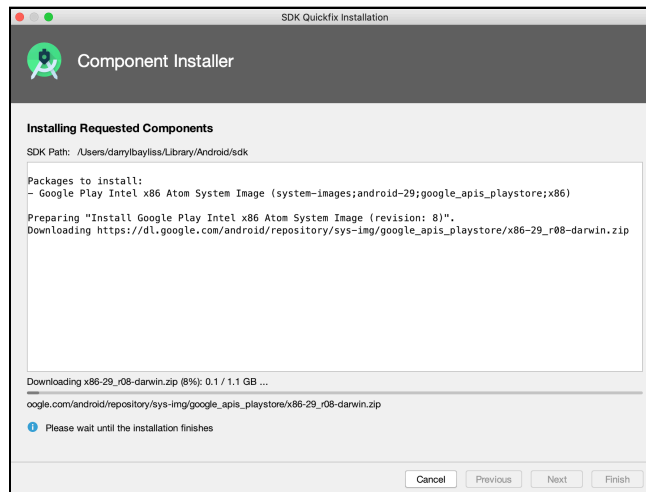 SDK Quickfix Installation
Component Installer
Installing Requested Components
SDK Path: /Users/darrylbayliss/Library/Android/sdk
Packages to install:
- Google Play Intel x86 Atom System Image (system-images;android-29;google_apis_playstore;x86)
Preparing "Install Google Play Intel x86 Atom System Image (revision: 8)".
Downloading https://dl.google.com/android/repository/sys-img/google_apis_playstore/x86-29_r08-darwin.zip
Downloading x86-29_r08-darwin.zip (8%): 0.1 / 1.1 GB ...
oogle.com/android/repository/sys-img/google_apis_playstore/x86-29_r08-darwin.zip
Please wait until the installation finishes
Cancel Previous Next Finish